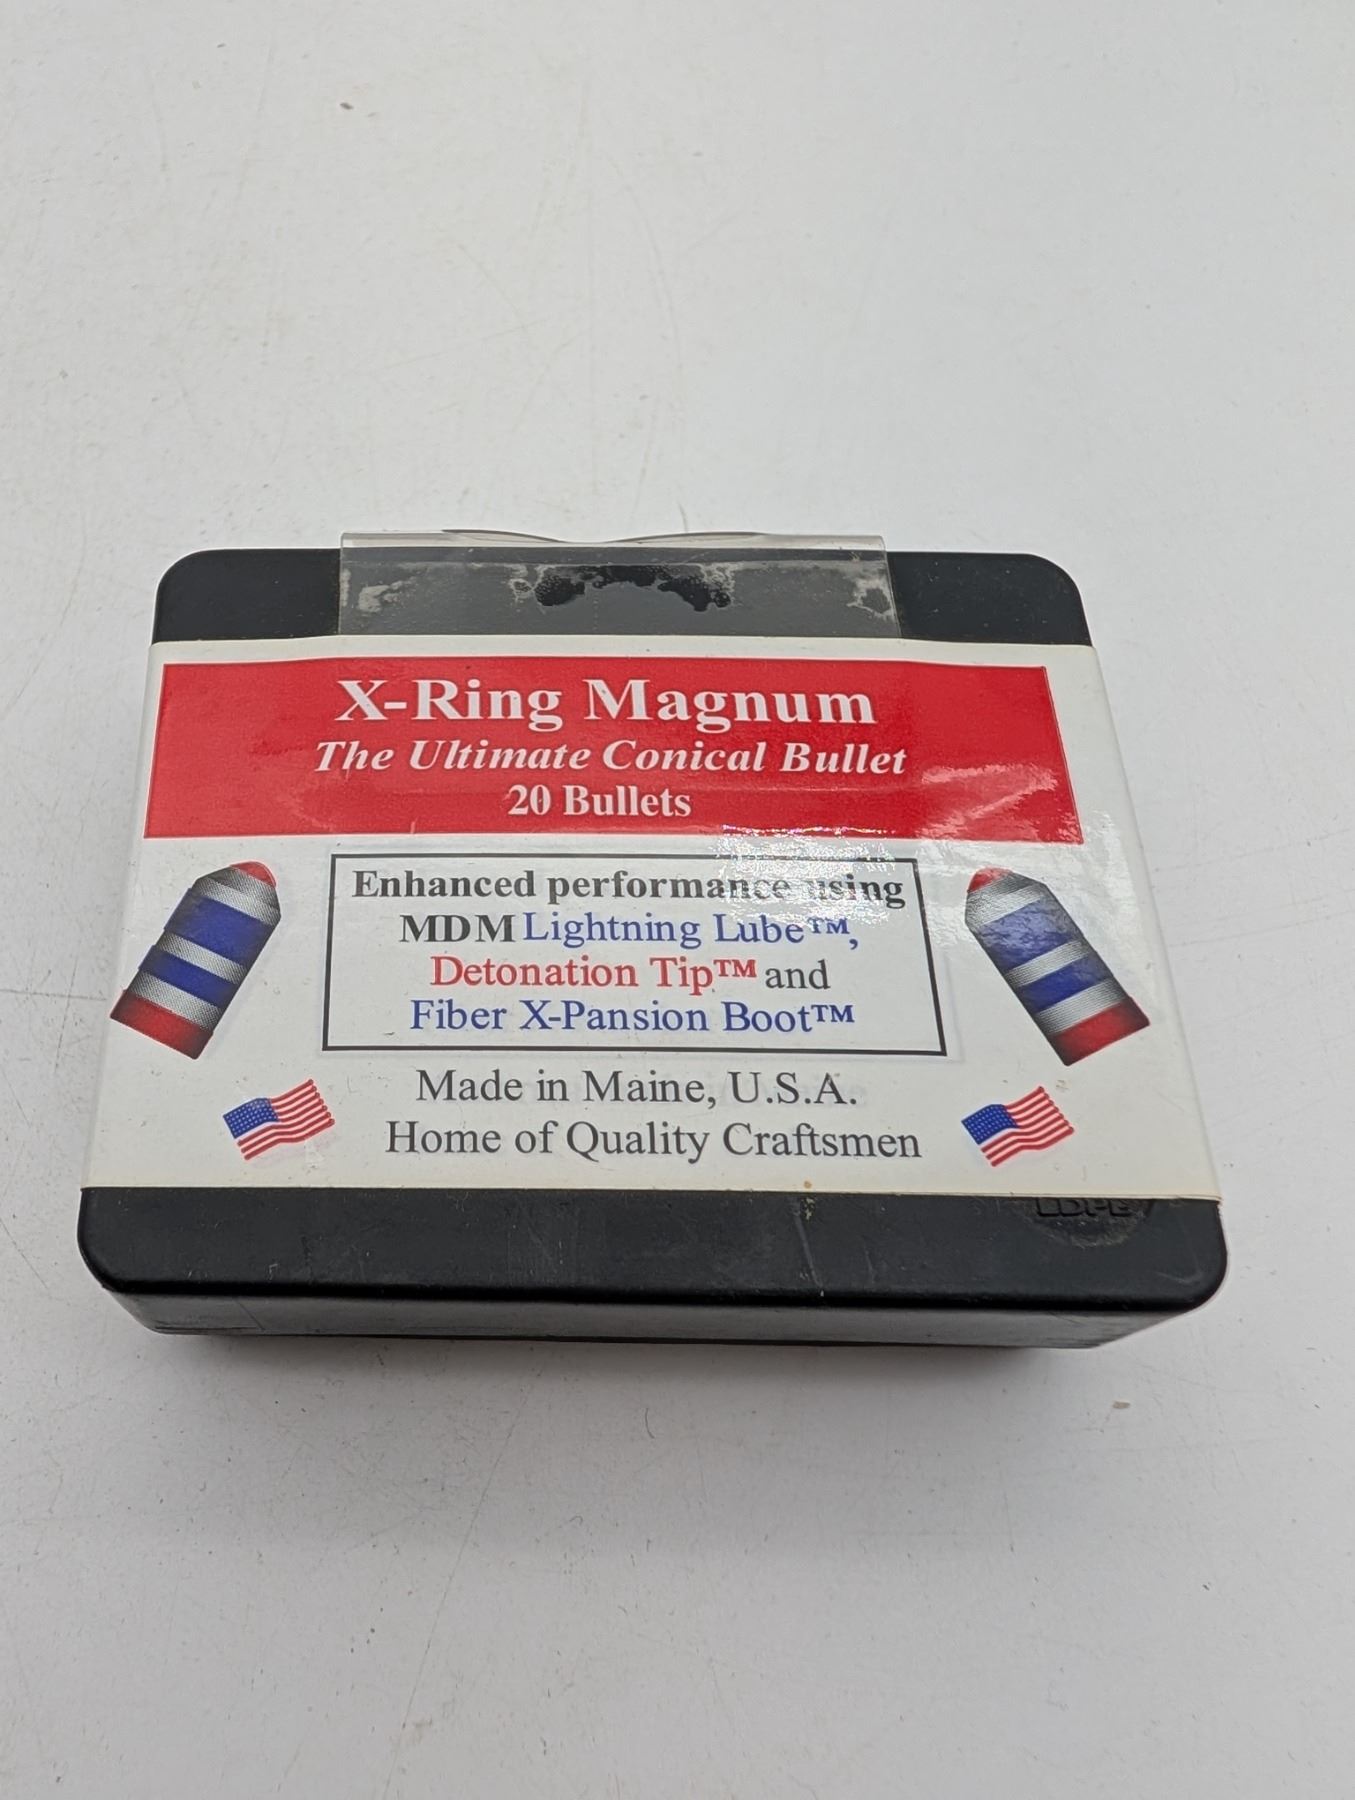 X-Ring Magnum
The Ultimate Conical Bullet
20 Bullets
Enhanced performance using
MDM Lightning Lube™,
Detonation Tip™ and
Fiber X-Pansion Boot™
Made in Maine, U.S.A.
Home of Quality Craftsmen
LDPE